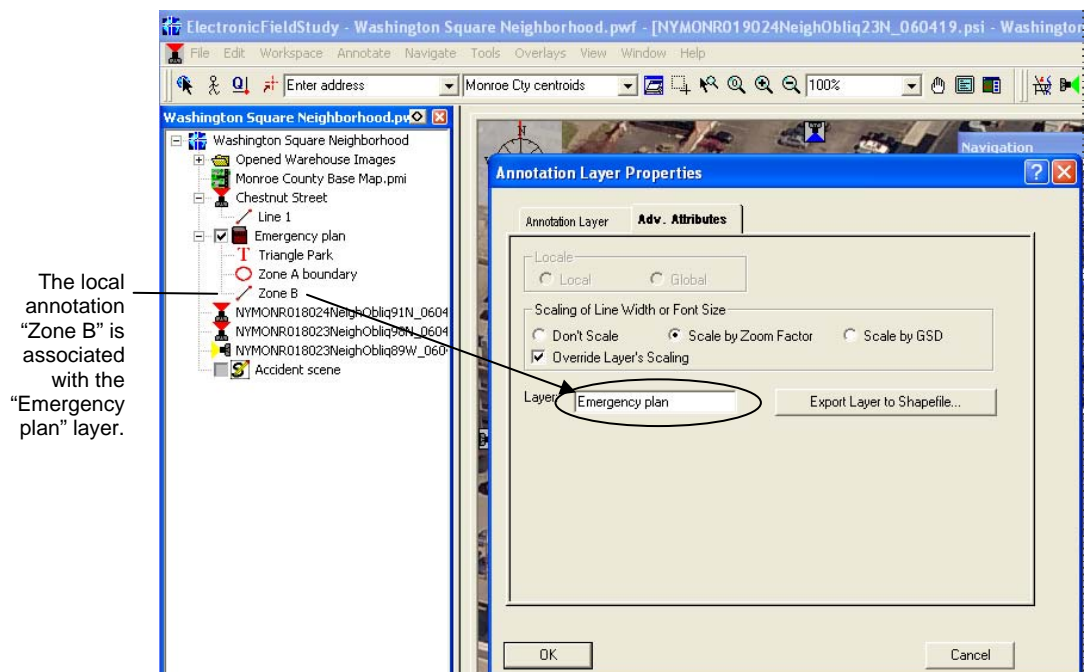 ElectronicFieldStudy - Washington Square Neighborhood.pwf - [NYMONR019024NeighObliq23N_060419.psi - Washington
File Edit Workspace Annotate Navigate Tools Overlays View Window Help
Enter address Monroe Cty centroids 100%
Washington Square Neighborhood.pw
Washington Square Neighborhood
Opened Warehouse Images
Monroe County Base Map.pmi
Chestnut Street
Line 1
Emergency plan
T Triangle Park
Zone A boundary
Zone B
NYMONR018024NeighObliq91N_0604
NYMONR018023NeighObliq98N_0604
NYMONR018023NeighObliq89W_060
Accident scene
The local
annotation
“Zone B” is
associated
with the
“Emergency
plan” layer.
N
Navigation
Annotation Layer Properties
Annotation Layer Adv. Attributes
Locale
Local Global
Scaling of Line Width or Font Size
Don't Scale Scale by Zoom Factor Scale by GSD
Override Layer's Scaling
Layer: Emergency plan Export Layer to Shapefile...
OK Cancel